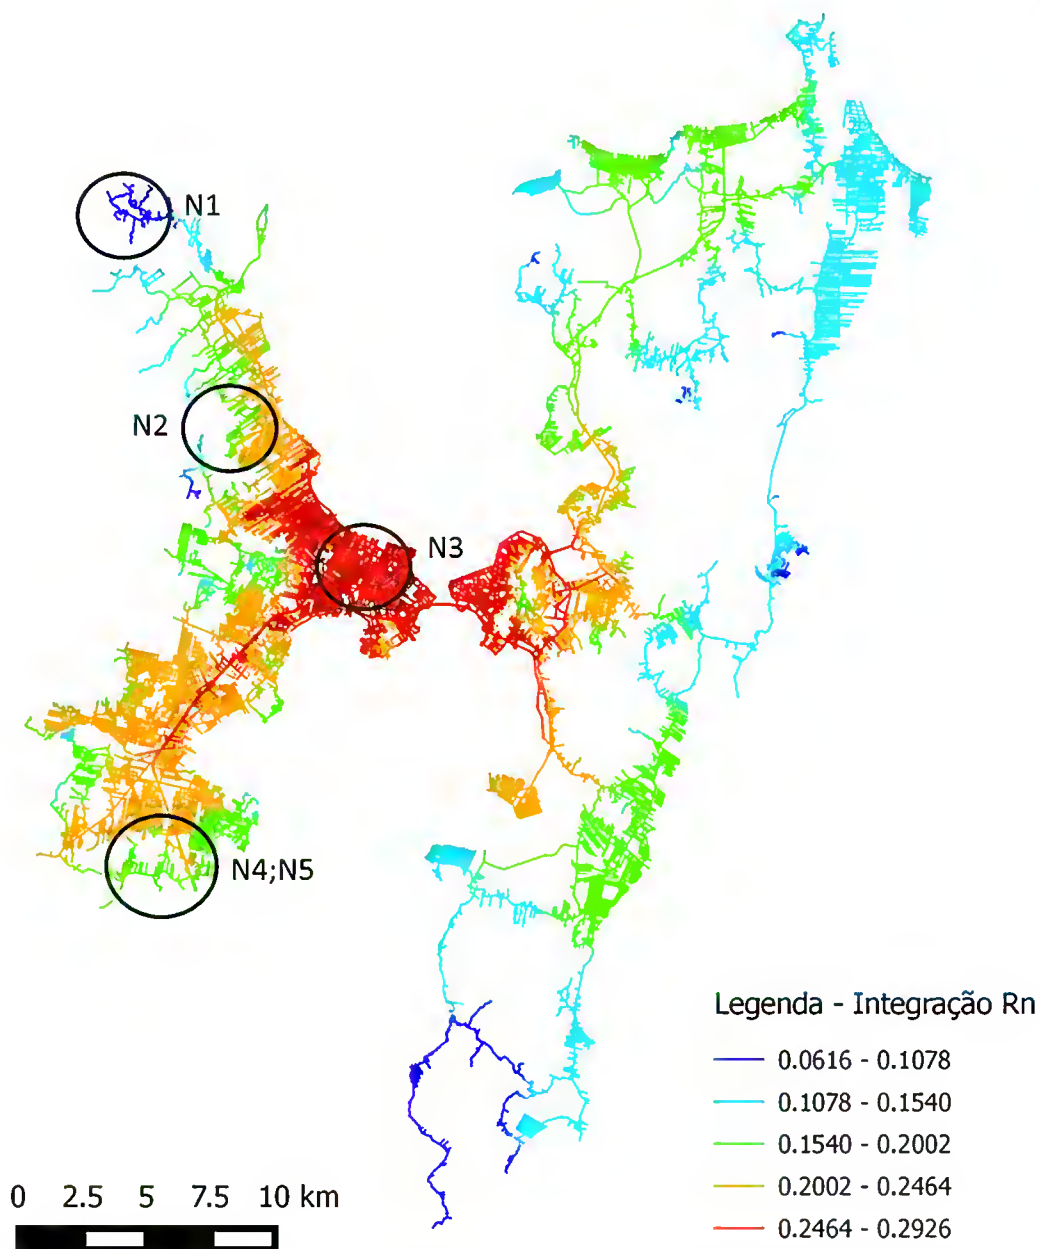 N1
N2
N3
N4;N5
Legenda - Integração Rn
0.0616 - 0.1078
0.1078 - 0.1540
0.1540 - 0.2002
0.2002 - 0.2464
0.2464 - 0.2926
0 2.5 5 7.5 10 km